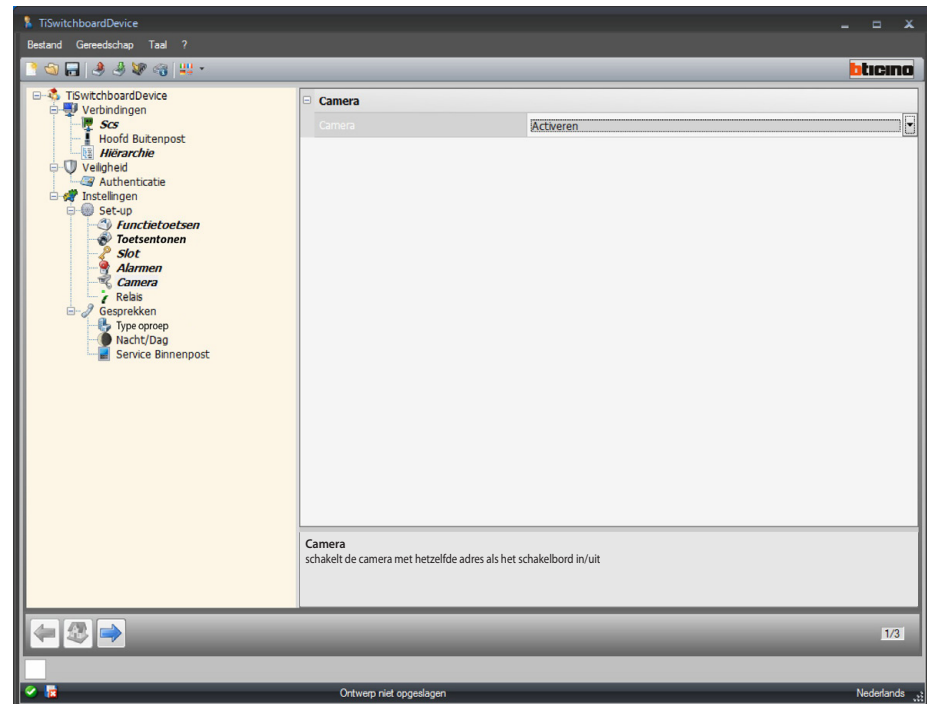 TiSwitchboardDevice
Bestand Gereedschap Taal ?
bticino
TiSwitchboardDevice
Verbindingen
Scs
Hoofd Buitenpost
Hiërarchie
Veiligheid
Authenticatie
Instellingen
Set-up
Functietoetsen
Toetsentonen
Slot
Alarmen
Camera
Relais
Gesprekken
Type oproep
Nacht/Dag
Service Binnenpost
Camera
Camera Activeren
Camera
schakelt de camera met hetzelfde adres als het schakelbord in/uit
1/3
Ontwerp niet opgeslagen Nederlands